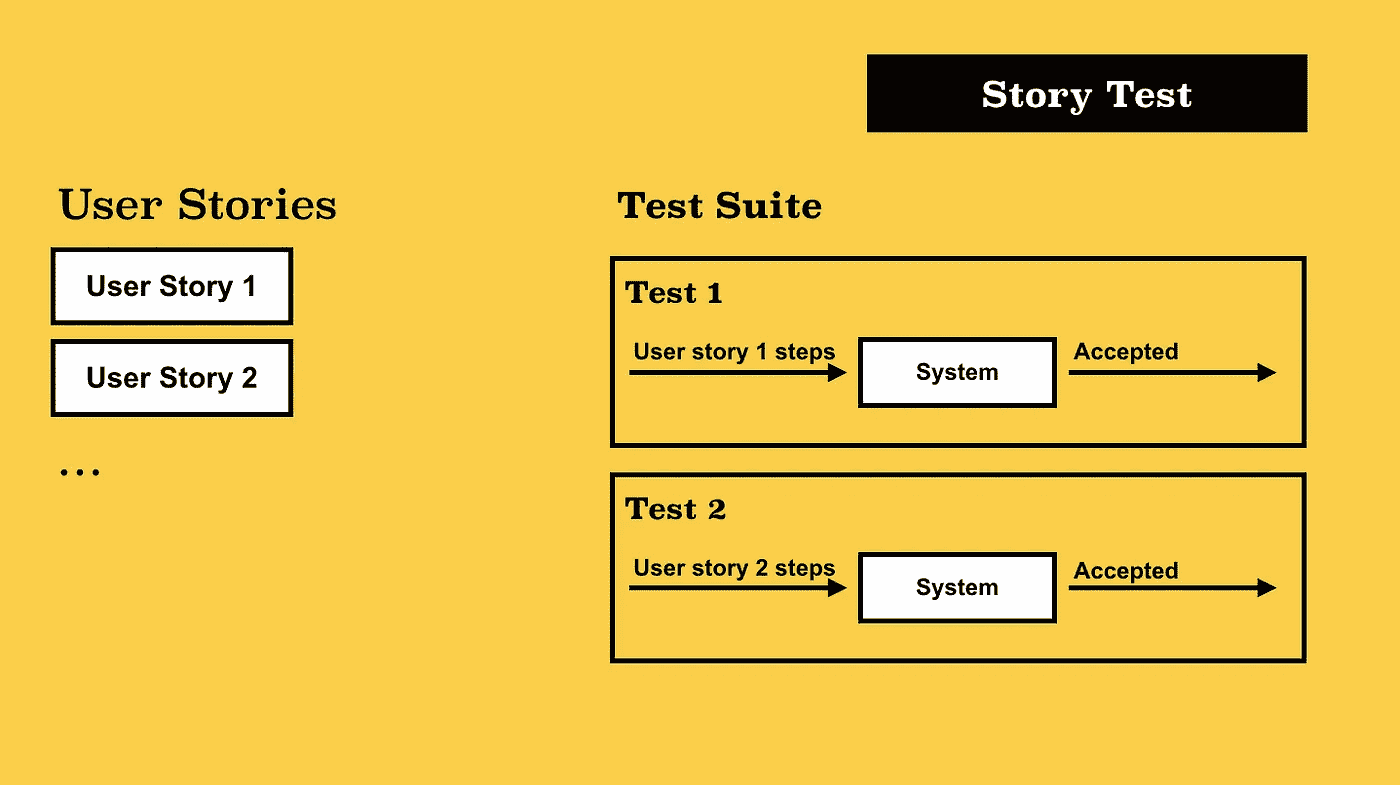 Story Test
User Stories
User Story 1
User Story 2
...
Test Suite
Test 1
User story 1 steps
System
Accepted
Test 2
User story 2 steps
System
Accepted